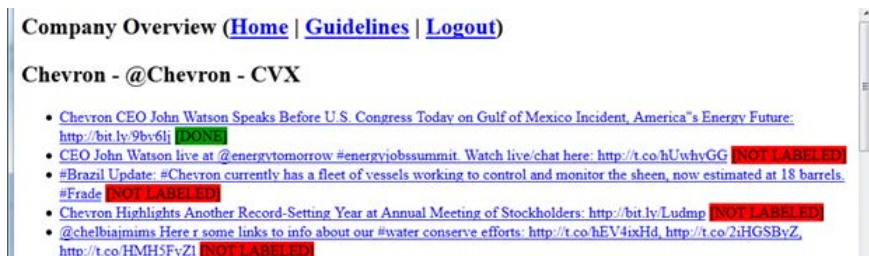 Company Overview (Home | Guidelines | Logout)
Chevron - @Chevron - CVX
Chevron CEO John Watson Speaks Before U.S. Congress Today on Gulf of Mexico Incident, America"s Energy Future:
http://bit.ly/9bv6lj [DONE]
CEO John Watson live at @energytomorrow #energyjobssummit. Watch live/chat here: http://t.co/hUwhyGG [NOT LABELED]
#Brazil Update: #Chevron currently has a fleet of vessels working to control and monitor the sheen, now estimated at 18 barrels.
#Frade [NOT LABELED]
Chevron Highlights Another Record-Setting Year at Annual Meeting of Stockholders: http://bit.ly/Ludmp [NOT LABELED]
@chelbiajmims Here r some links to info about our #water conserve efforts: http://t.co/hEV4ixHd, http://t.co/2iHGSByZ,
http://t.co/HMH5FyZl [NOT LABELED]